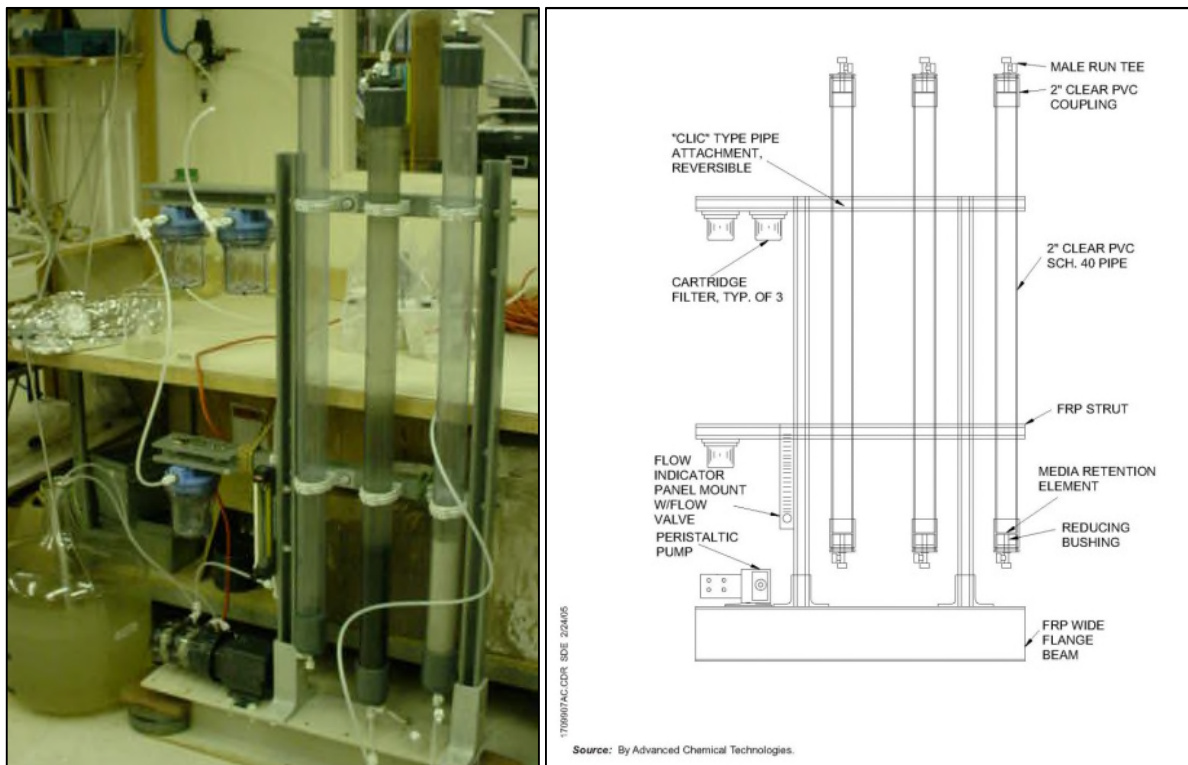 MALE RUN TEE
2" CLEAR PVC
COUPLING
"CLIC" TYPE PIPE
ATTACHMENT,
REVERSIBLE
CARTRIDGE
FILTER, TYP. OF 3
2" CLEAR PVC
SCH. 40 PIPE
FRP STRUT
FLOW
INDICATOR
PANEL MOUNT
W/FLOW
VALVE
MEDIA RETENTION
ELEMENT
REDUCING
BUSHING
PERISTALTIC
PUMP
FRP WIDE
FLANGE
BEAM
1709907AC.CDR SDE 2/24/05
Source: By Advanced Chemical Technologies.